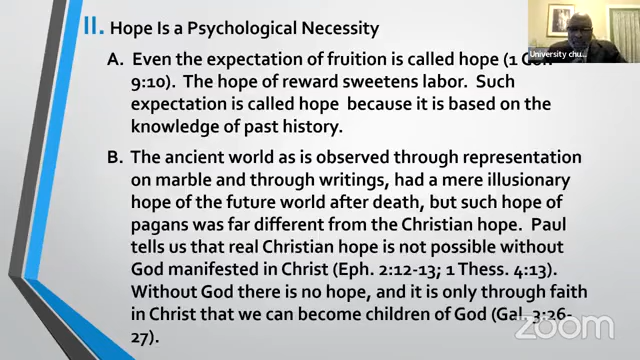 II. Hope Is a Psychological Necessity
A. Even the expectation of fruition is called hope (1 Cor
9:10). The hope of reward sweetens labor. Such
expectation is called hope because it is based on the
knowledge of past history.
B. The ancient world as is observed through representation
on marble and through writings, had a mere illusionary
hope of the future world after death, but such hope of
pagans was far different from the Christian hope. Paul
tells us that real Christian hope is not possible without
God manifested in Christ (Eph. 2:12-13; 1 Thess. 4:13).
Without God there is no hope, and it is only through faith
in Christ that we can become children of God (Gal. 3:26-
27).
University chu...
zoom